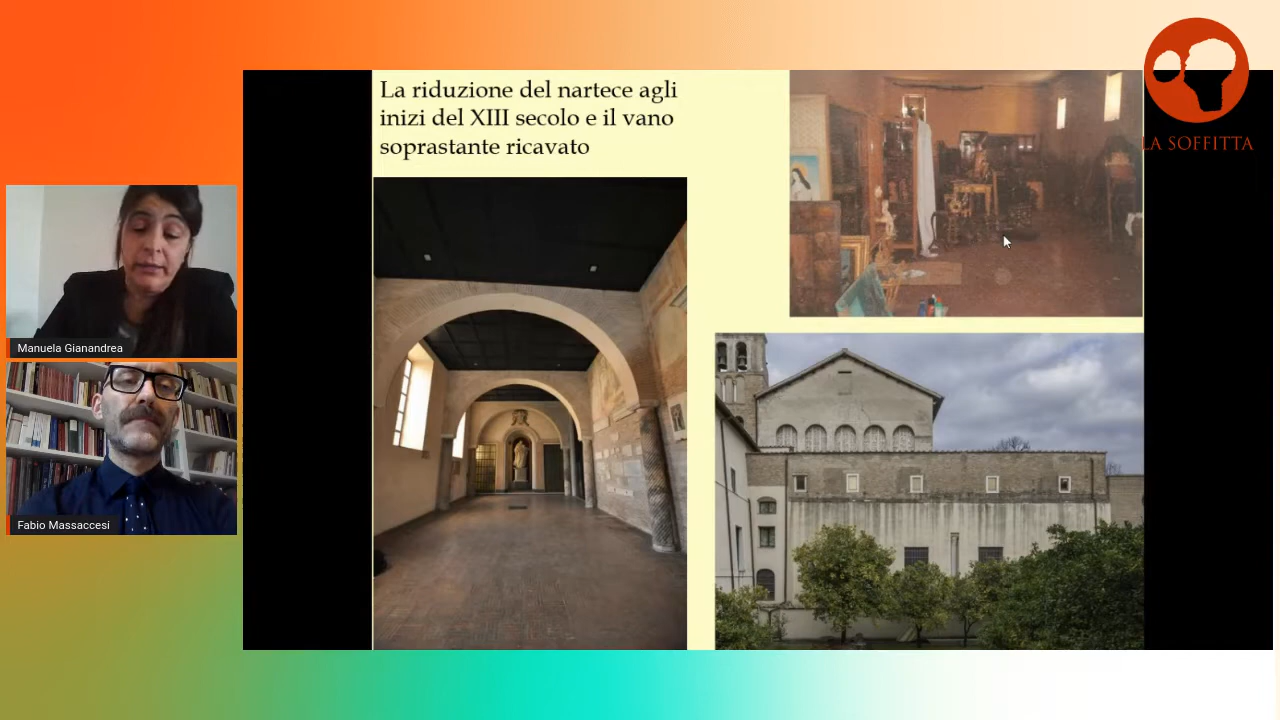 La riduzione del nartece agli
inizi del XIII secolo e il vano
soprastante ricavato
LA SOFFITTA
Manuela Gianandrea
Fabio Massaccesi